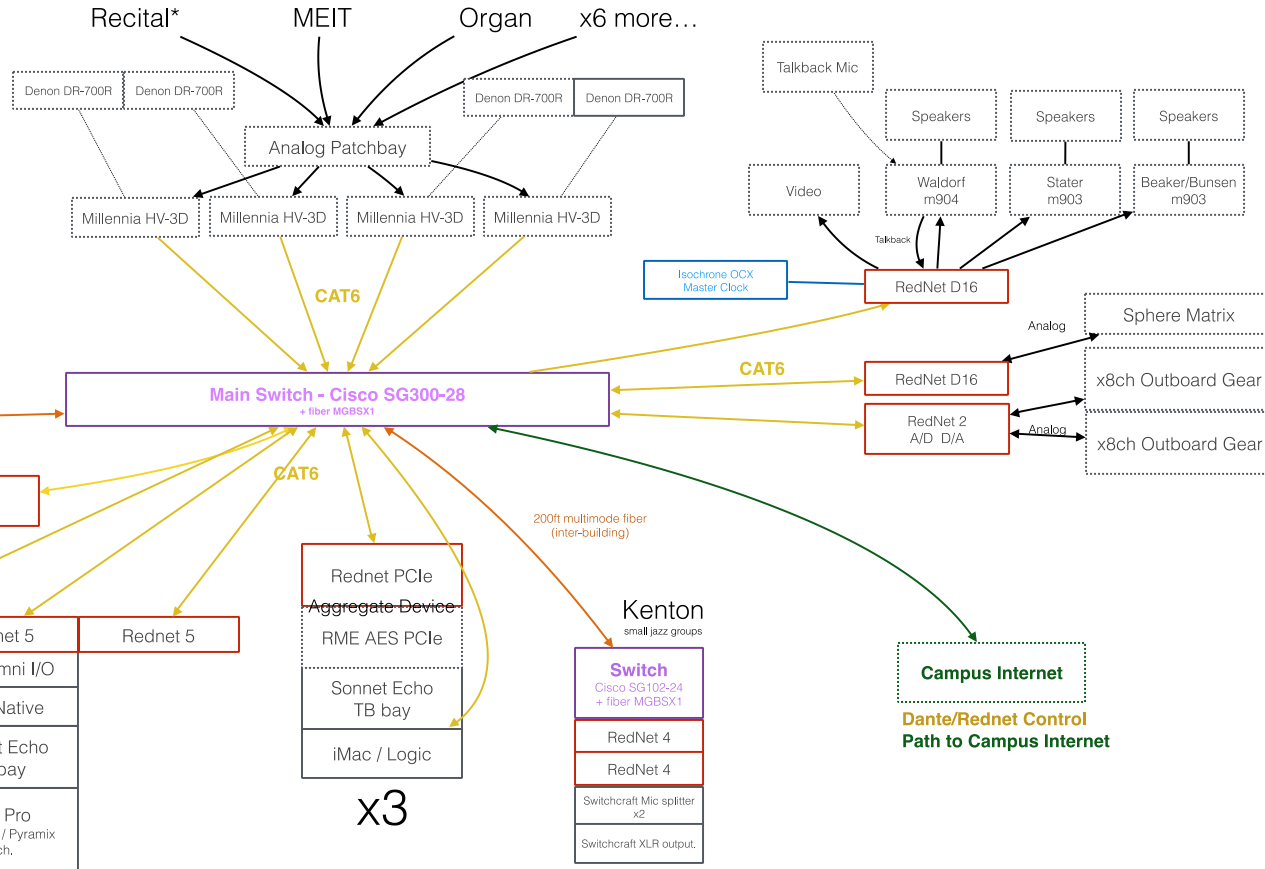 Recital*
MEIT
Organ
x6 more…
Denon DR-700R
Denon DR-700R
Denon DR-700R
Denon DR-700R
Analog Patchbay
Millennia HV-3D
Millennia HV-3D
Millennia HV-3D
Millennia HV-3D
CAT6
Talkback Mic
Speakers
Speakers
Speakers
Video
Waldorf
m904
Stater
m903
Beaker/Bunsen
m903
Talkback
Isochrone OCX
Master Clock
RedNet D16
Analog
Sphere Matrix
CAT6
RedNet D16
x8ch Outboard Gear
RedNet 2
A/D D/A
Analog
x8ch Outboard Gear
Main Switch - Cisco SG300-28
+ fiber MGBSX1
CAT6
200ft multimode fiber
(inter-building)
Rednet PCIe
Aggregate Device
RME AES PCIe
Sonnet Echo
TB bay
iMac / Logic
x3
net 5
Rednet 5
mni I/O
Native
t Echo
bay
Pro
/ Pyramix
ch.
Kenton
small jazz groups
Switch
Cisco SG102-24
+ fiber MGBSX1
RedNet 4
RedNet 4
Switchcraft Mic splitter
x2
Switchcraft XLR output.
Campus Internet
Dante/Rednet Control
Path to Campus Internet